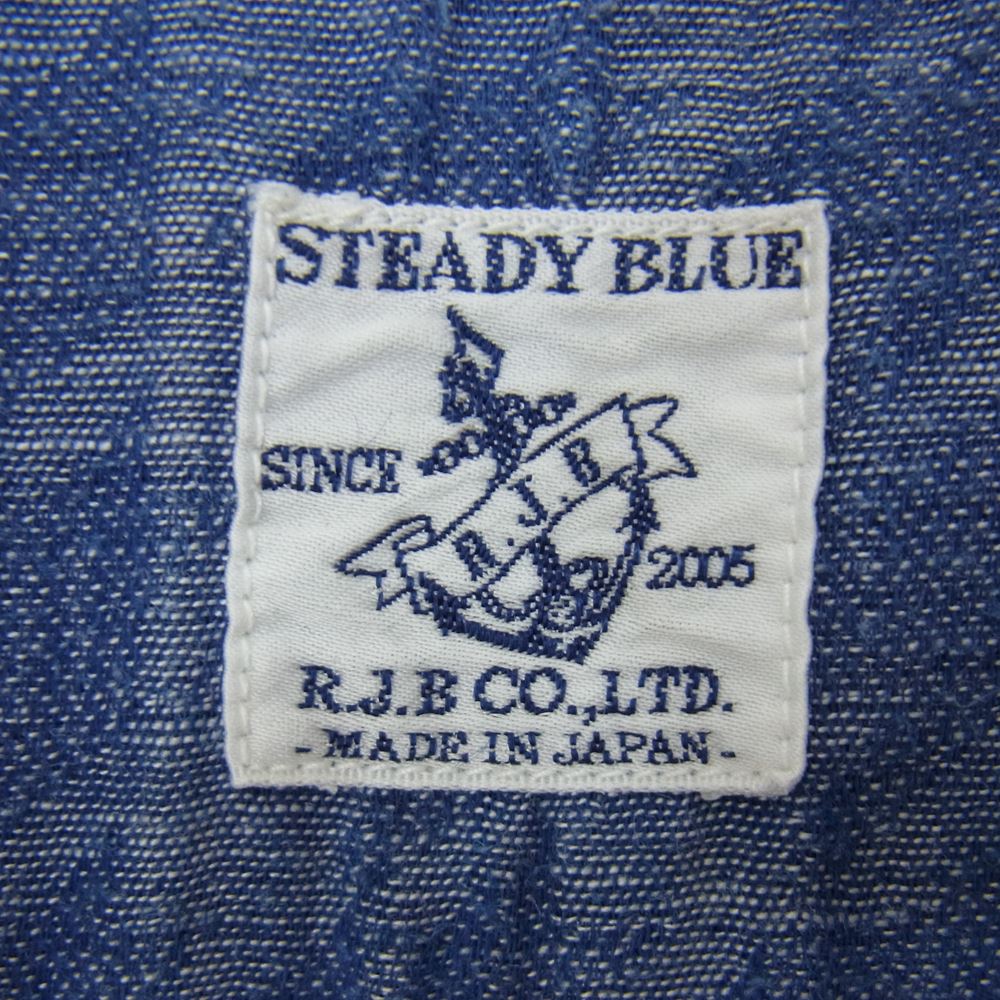 STEADY BLUE
SINCE
R.J.B
2005
R.J.B CO.,LTD.
- MADE IN JAPAN -